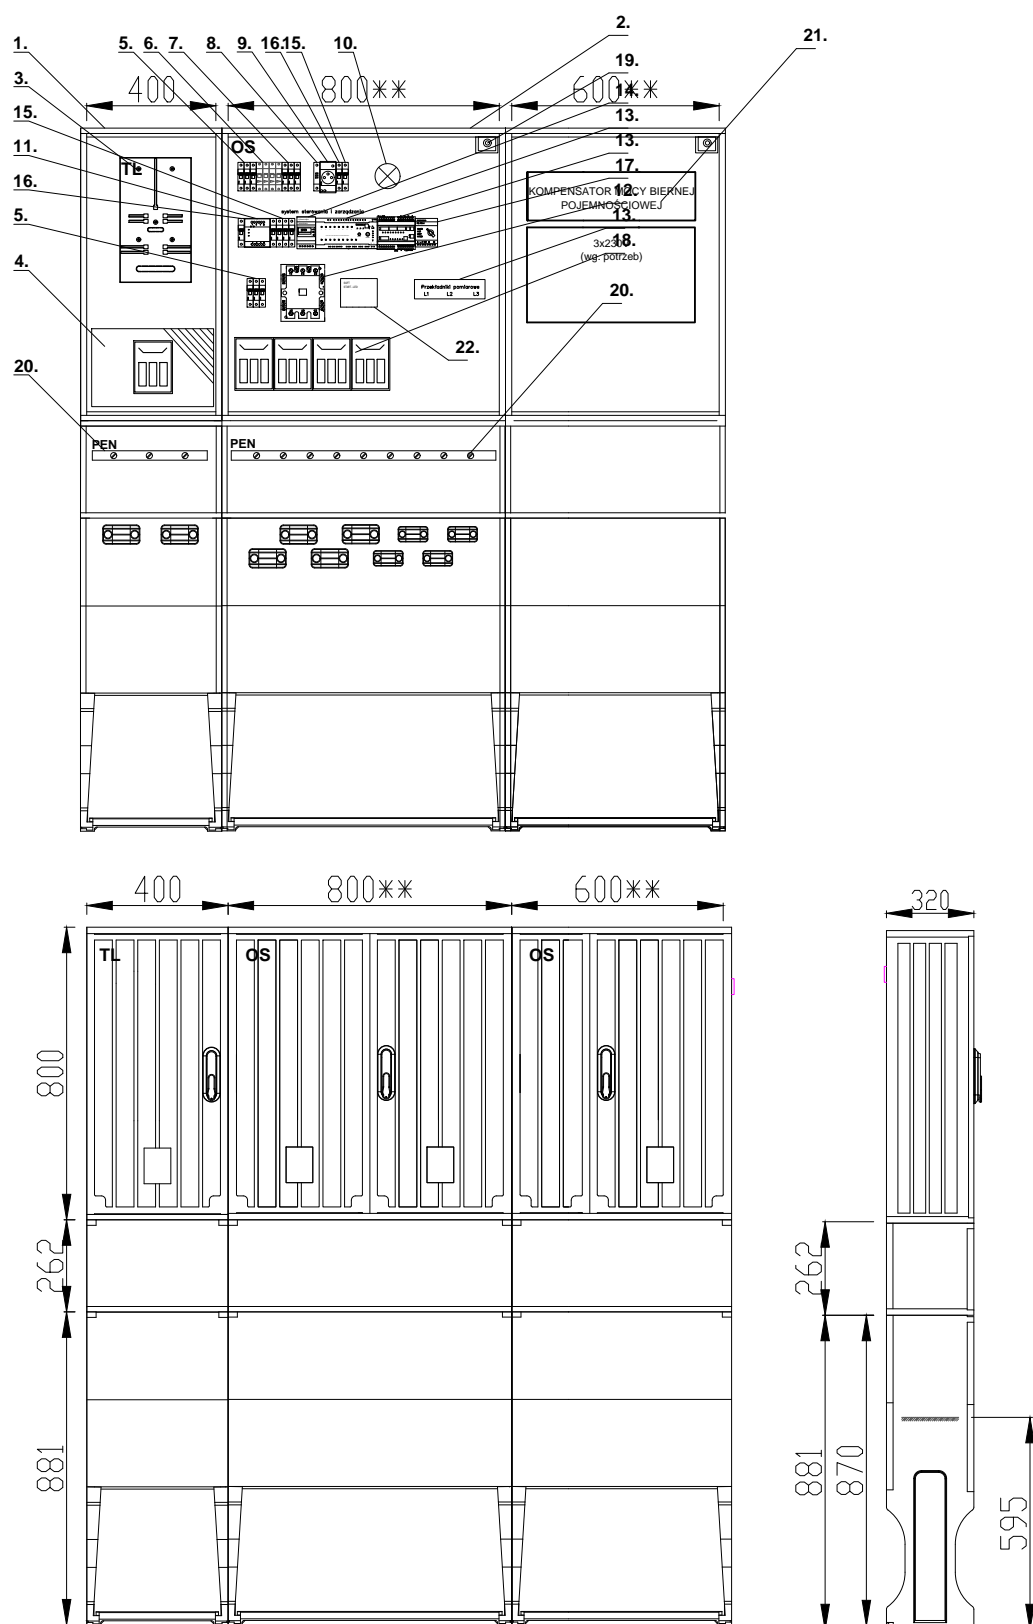 1. 5. 6. 7. 8. 9. 16. 15. 10. 2. 21.
3. 400 800** 600** 19.
14.
15. 13.
11. TL OS 13.
16. system sterowania i zarządzania 17.
KOMPENSATOR MOCY BIERNEJ
POJEMNOŚCIOWEJ
12.
5. 13.
3x230
(wg. potrzeb)
18.
4. Przekładniki pomiarowe
L1 L2 L3
20.
22.
20.
PEN PEN
400 800** 600** 320
TL OS OS
800
262 262
881 881 870 595